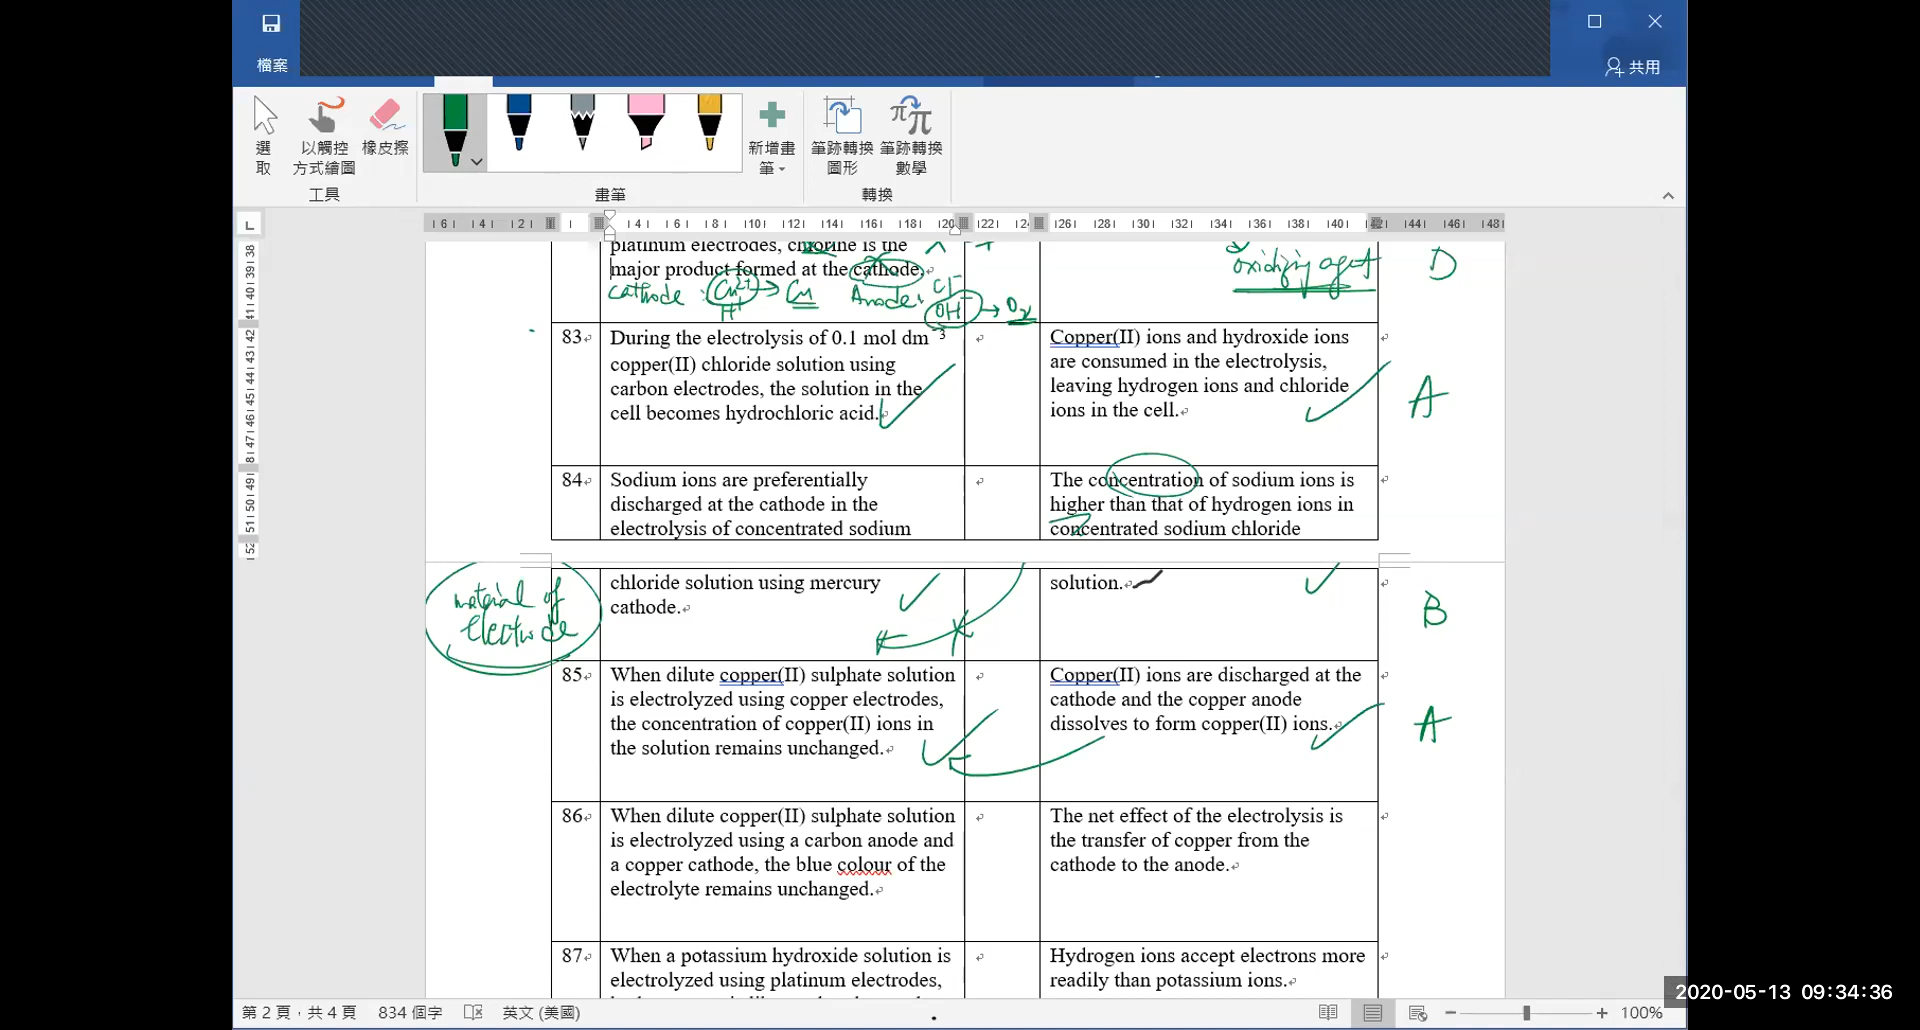 檔案
共用
選取
以觸控方式繪圖
橡皮擦
工具
畫筆
新增畫筆
筆跡轉換圖形
筆跡轉換數學
轉換
platinum electrodes, chlorine is the
major product formed at the cathode.
cathode : Cu²⁺ → Cu
H⁺
Anode : Cl⁻
OH⁻ → O₂
oxidizing agent
D
83
During the electrolysis of 0.1 mol dm⁻³
copper(II) chloride solution using
carbon electrodes, the solution in the
cell becomes hydrochloric acid.
Copper(II) ions and hydroxide ions
are consumed in the electrolysis,
leaving hydrogen ions and chloride
ions in the cell.
A
84
Sodium ions are preferentially
discharged at the cathode in the
electrolysis of concentrated sodium
The concentration of sodium ions is
higher than that of hydrogen ions in
concentrated sodium chloride
material of
electrode
chloride solution using mercury
cathode.
solution.
B
85
When dilute copper(II) sulphate solution
is electrolyzed using copper electrodes,
the concentration of copper(II) ions in
the solution remains unchanged.
Copper(II) ions are discharged at the
cathode and the copper anode
dissolves to form copper(II) ions.
A
86
When dilute copper(II) sulphate solution
is electrolyzed using a carbon anode and
a copper cathode, the blue colour of the
electrolyte remains unchanged.
The net effect of the electrolysis is
the transfer of copper from the
cathode to the anode.
87
When a potassium hydroxide solution is
electrolyzed using platinum electrodes,
Hydrogen ions accept electrons more
readily than potassium ions.
2020-05-13 09:34:36
第 2 頁，共 4 頁 834 個字 英文 (美國) 100%